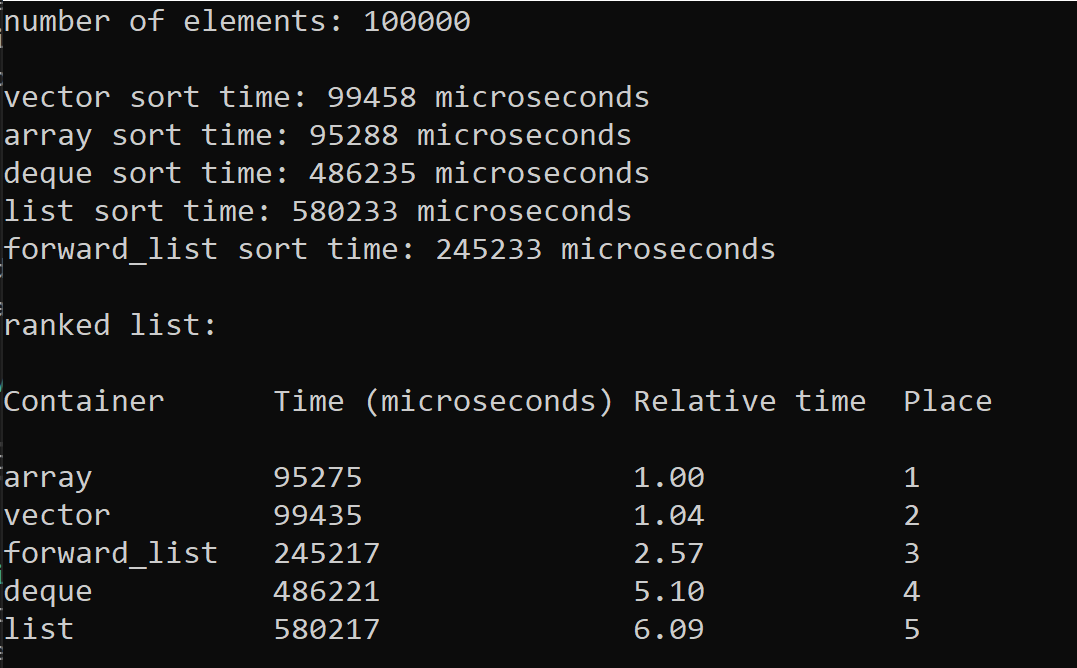 number of elements: 100000
vector sort time: 99458 microseconds
array sort time: 95288 microseconds
deque sort time: 486235 microseconds
list sort time: 580233 microseconds
forward_list sort time: 245233 microseconds
ranked list:
Container Time (microseconds) Relative time Place
array 95275 1.00 1
vector 99435 1.04 2
forward_list 245217 2.57 3
deque 486221 5.10 4
list 580217 6.09 5